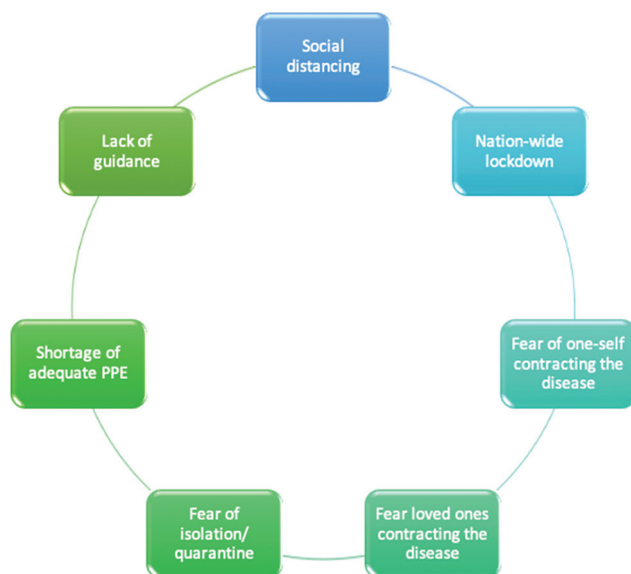 Social
distancing
Nation-wide
lockdown
Fear of one-self
contracting the
disease
Fear loved ones
contracting the
disease
Fear of
isolation/
quarantine
Shortage of
adequate PPE
Lack of
guidance